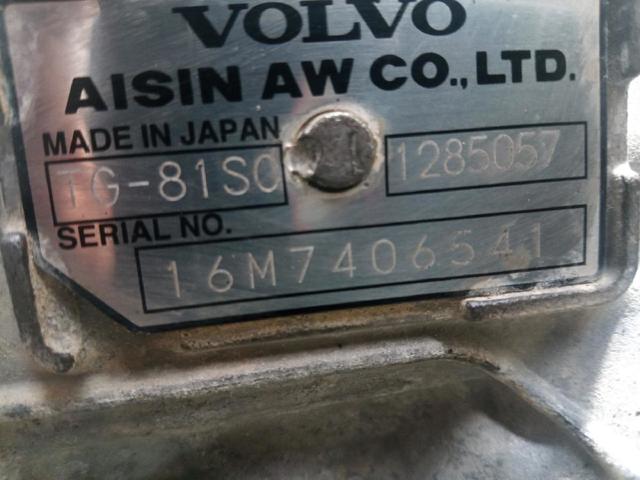 VOLVO
AISIN AW CO., LTD.
MADE IN JAPAN
TG-81SC 1285057
SERIAL NO.
16M7406541